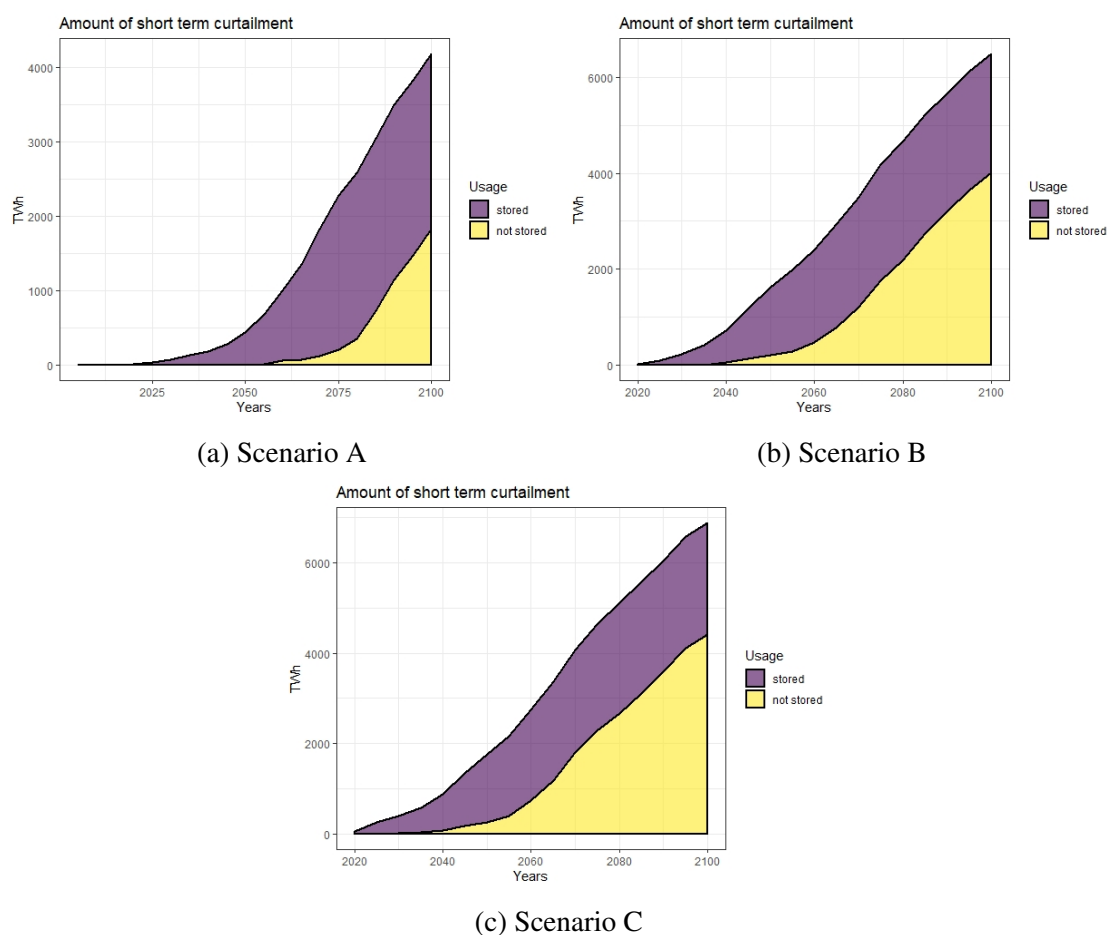 Amount of short term curtailment
4000
3000
2000
1000
0
TWh
2025
2050
2075
2100
Years
Usage
stored
not stored
(a) Scenario A
Amount of short term curtailment
6000
4000
2000
0
TWh
2020
2040
2060
2080
2100
Years
Usage
stored
not stored
(b) Scenario B
Amount of short term curtailment
6000
4000
2000
0
TWh
2020
2040
2060
2080
2100
Years
Usage
stored
not stored
(c) Scenario C